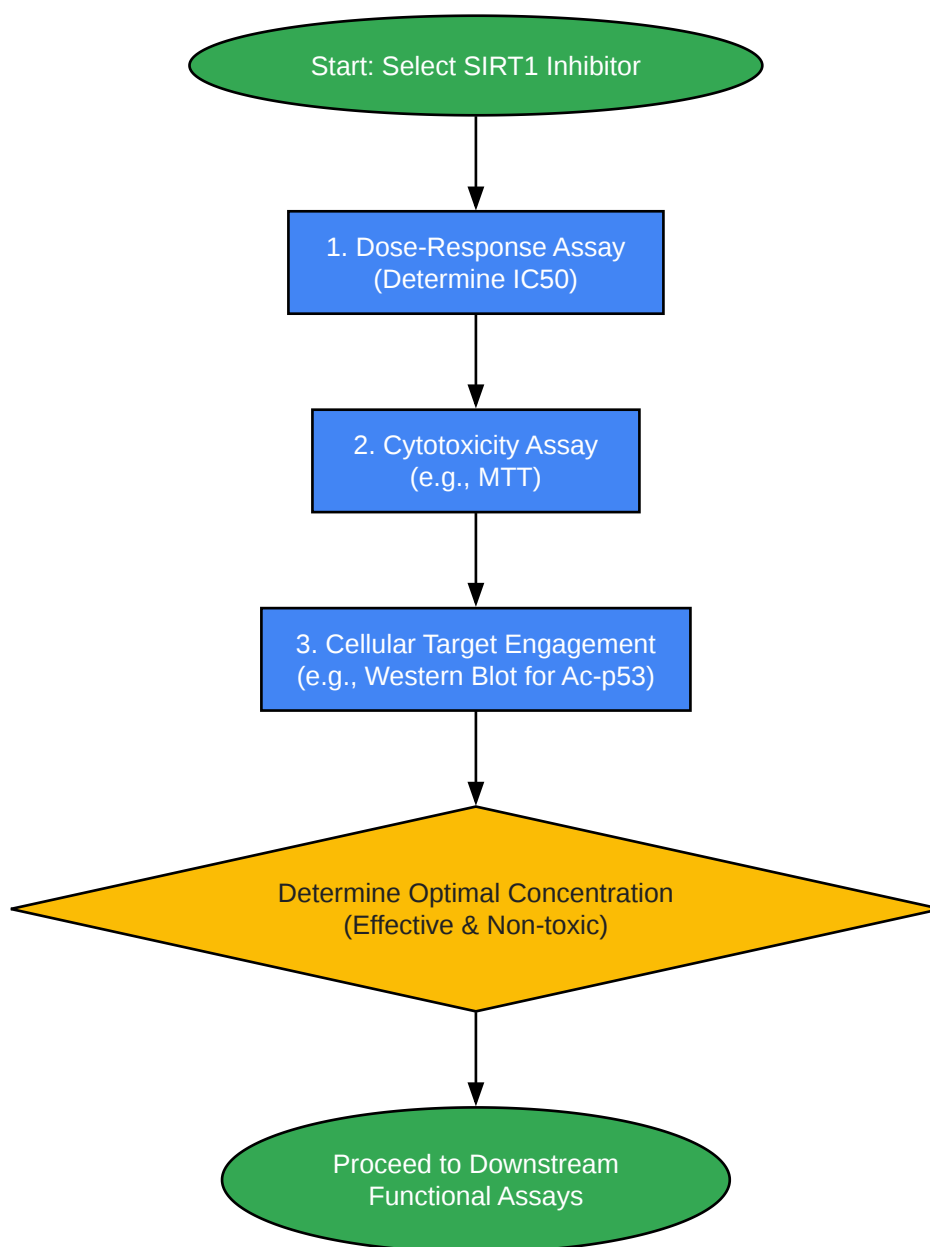 Start: Select SIRT1 Inhibitor
1. Dose-Response Assay
(Determine IC50)
2. Cytotoxicity Assay
(e.g., MTT)
3. Cellular Target Engagement
(e.g., Western Blot for Ac-p53)
Determine Optimal Concentration
(Effective & Non-toxic)
Proceed to Downstream
Functional Assays